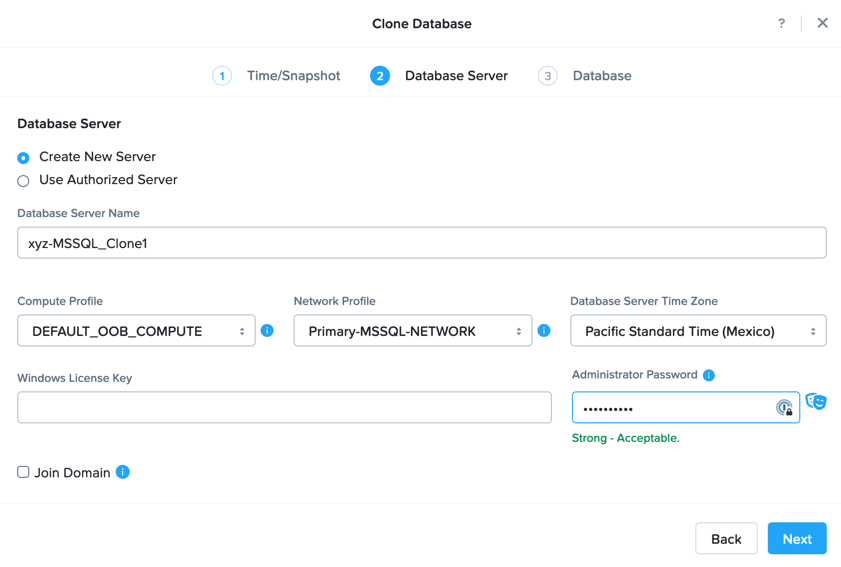 Clone Database
?
1 Time/Snapshot 2 Database Server 3 Database
Database Server
Create New Server
Use Authorized Server
Database Server Name
xyz-MSSQL_Clone1
Compute Profile Network Profile Database Server Time Zone
DEFAULT_OOB_COMPUTE i Primary-MSSQL-NETWORK i Pacific Standard Time (Mexico)
Windows License Key Administrator Password i
••••••••••
Strong - Acceptable.
Join Domain i
Back Next